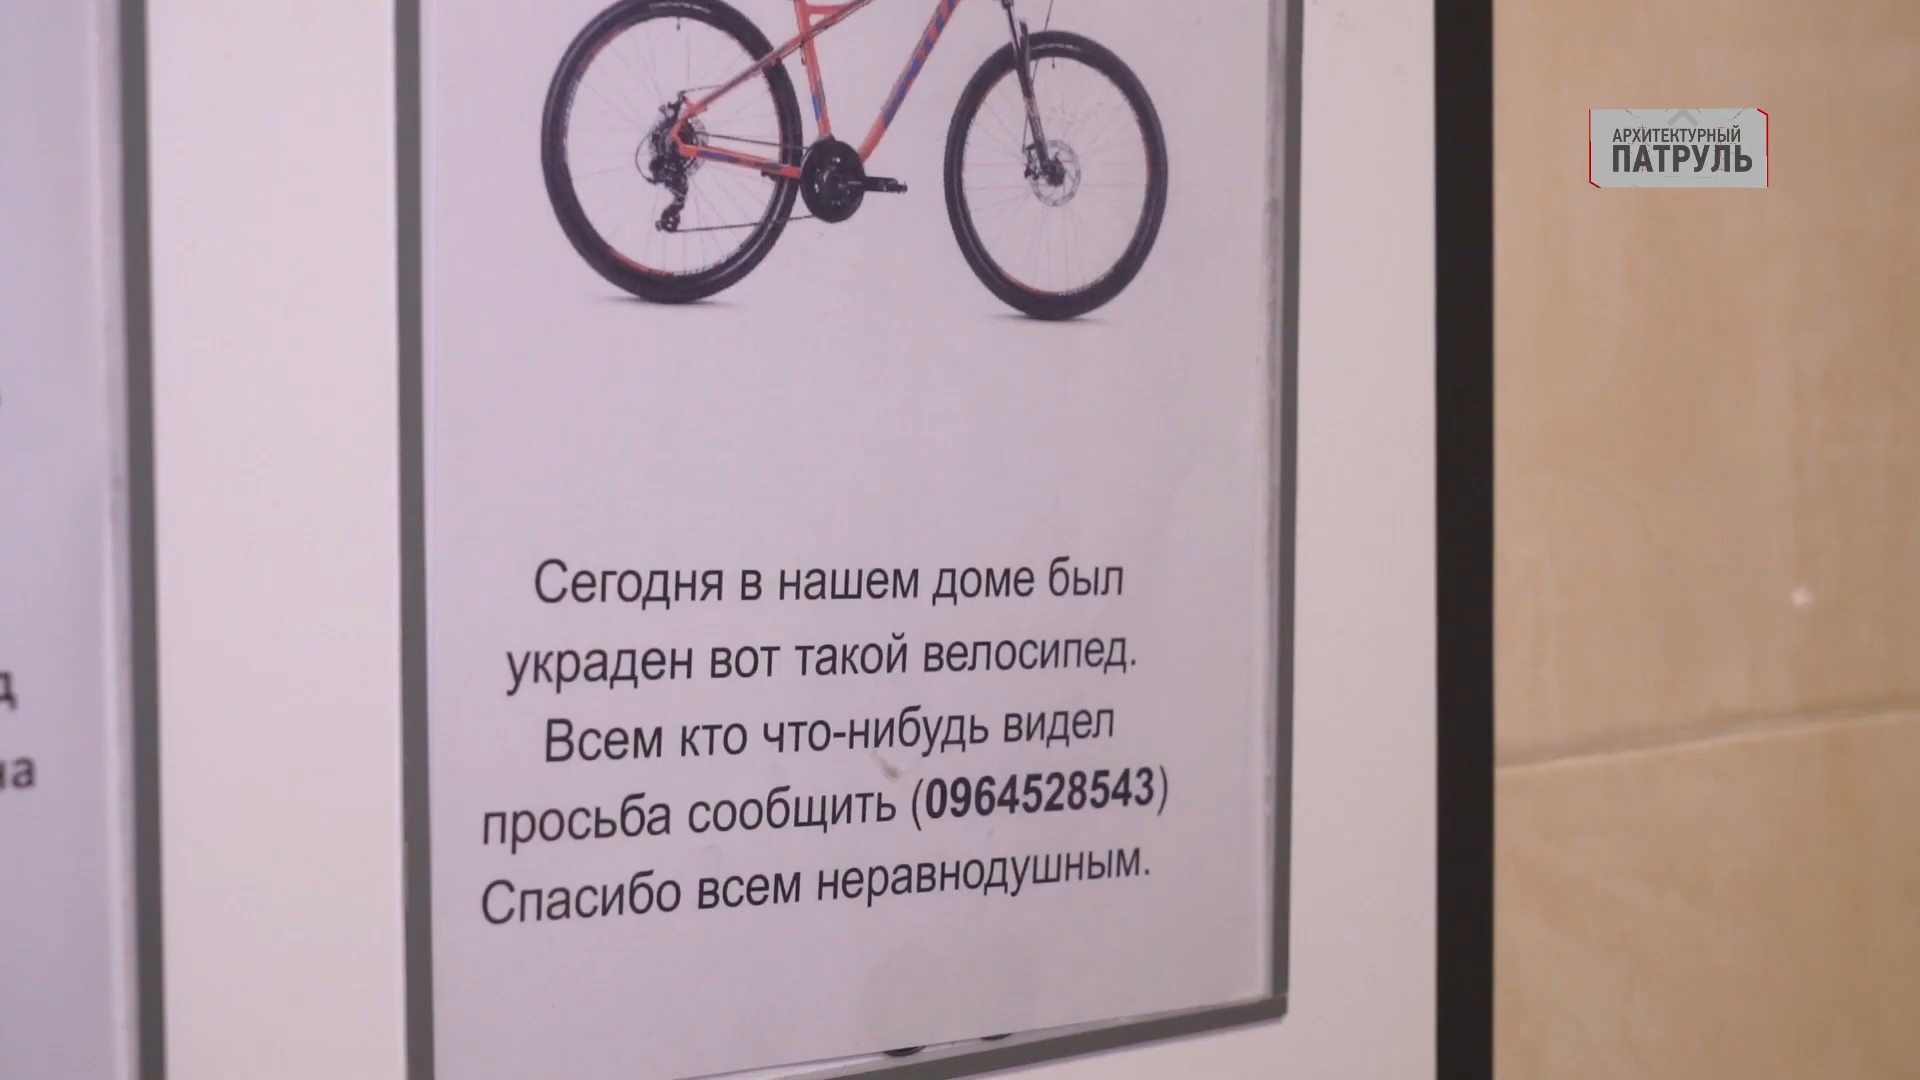 АРХИТЕКТУРНЫЙ
ПАТРУЛЬ
Сегодня в нашем доме был
украден вот такой велосипед.
Всем кто что-нибудь видел
просьба сообщить (0964528543)
Спасибо всем неравнодушным.